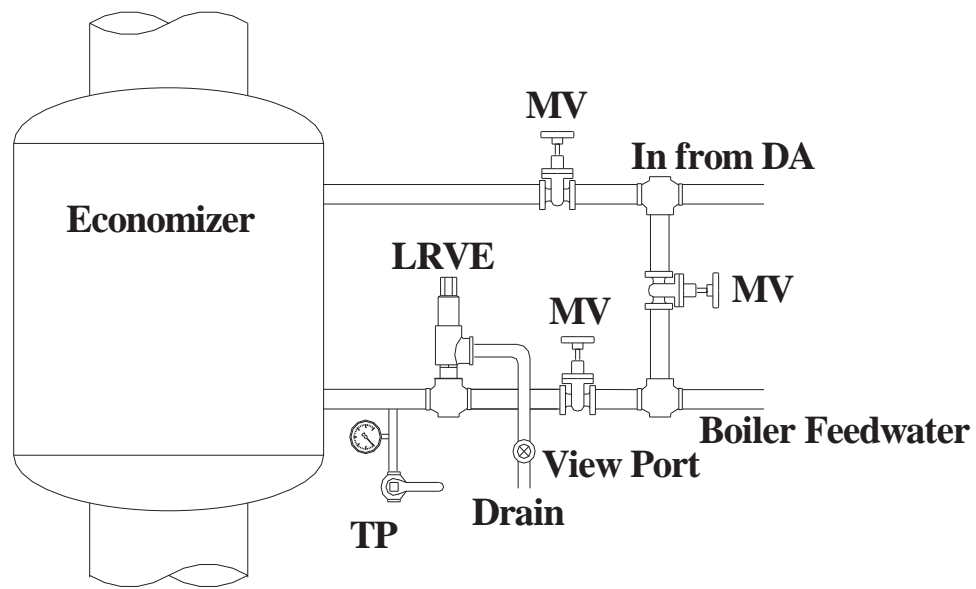 MV
In from DA
Economizer
LRVE
MV
MV
Boiler Feedwater
View Port
Drain
TP